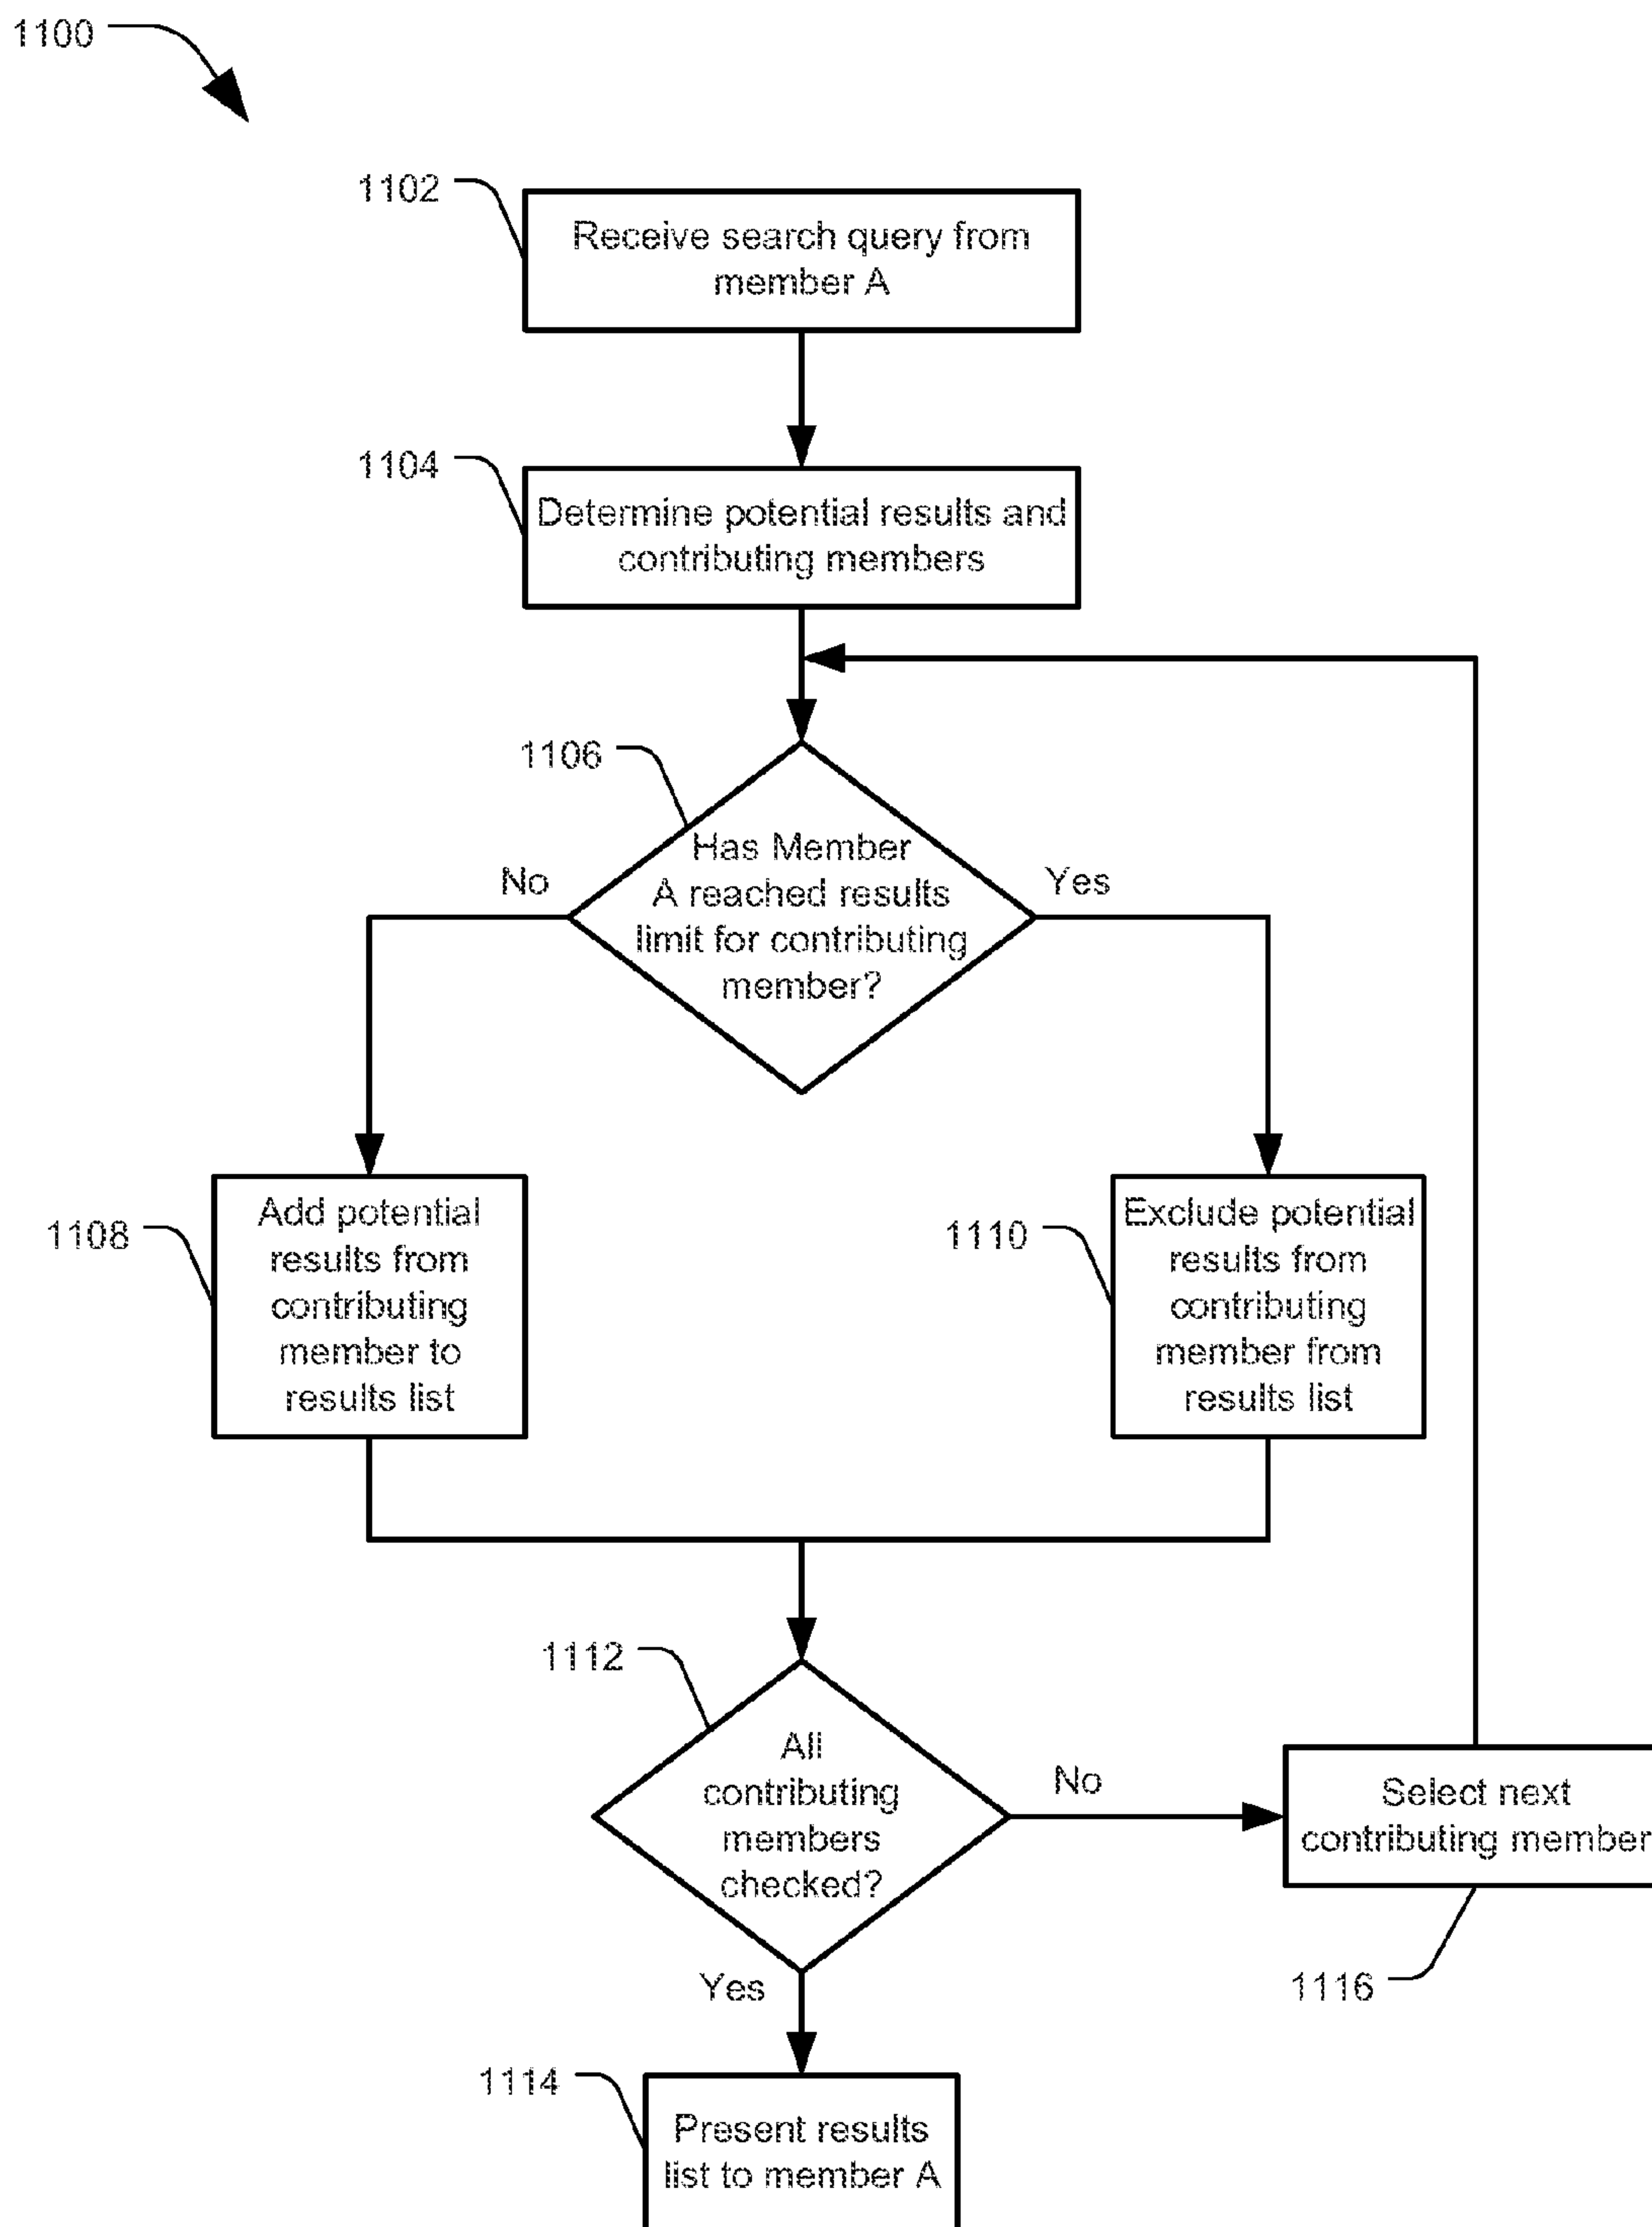 1100
1102
Receive search query from
member A
1104
Determine potential results and
contributing members
1106
Has Member
A reached results
limit for contributing
member?
No
Yes
1108
Add potential
results from
contributing
member to
results list
1110
Exclude potential
results from
contributing
member from
results list
1112
All
contributing
members
checked?
No
Select next
contributing member
1116
Yes
1114
Present results
list to member A